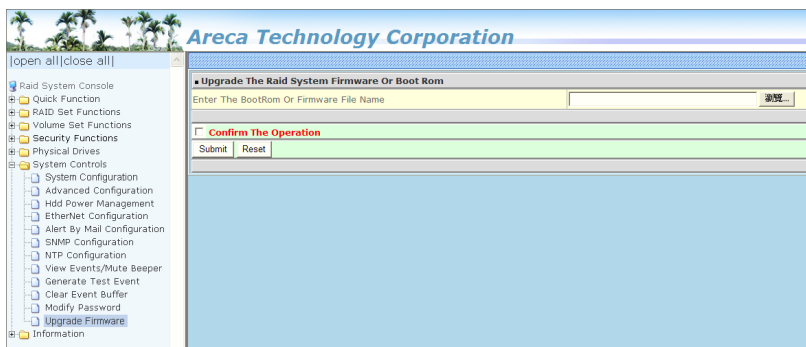 Areca Technology Corporation
|open all|close all|
Raid System Console
Quick Function
RAID Set Functions
Volume Set Functions
Security Functions
Physical Drives
System Controls
System Configuration
Advanced Configuration
Hdd Power Management
EtherNet Configuration
Alert By Mail Configuration
SNMP Configuration
NTP Configuration
View Events/Mute Beeper
Generate Test Event
Clear Event Buffer
Modify Password
Upgrade Firmware
Information
Upgrade The Raid System Firmware Or Boot Rom
Enter The BootRom Or Firmware File Name
瀏覽...
Confirm The Operation
Submit Reset